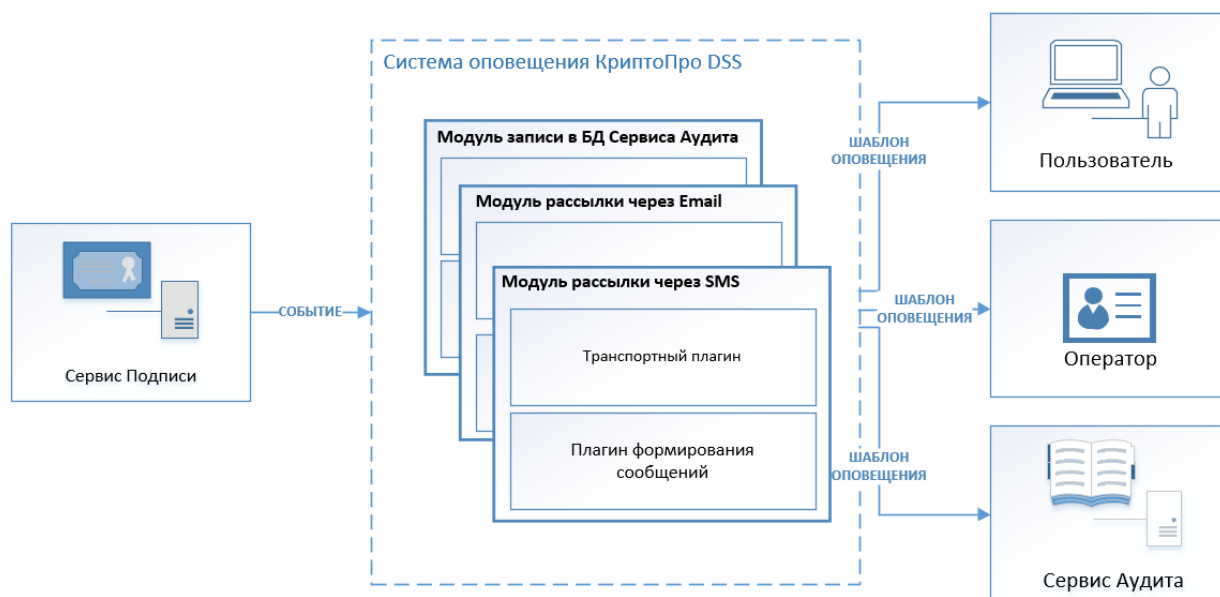 Система оповещения КриптоПро DSS
Модуль записи в БД Сервиса Аудита
Модуль рассылки через Email
Модуль рассылки через SMS
Транспортный плагин
Плагин формирования
сообщений
Сервис Подписи
СОБЫТИЕ
ШАБЛОН
ОПОВЕЩЕНИЯ
Пользователь
ШАБЛОН
ОПОВЕЩЕНИЯ
Оператор
ШАБЛОН
ОПОВЕЩЕНИЯ
Сервис Аудита